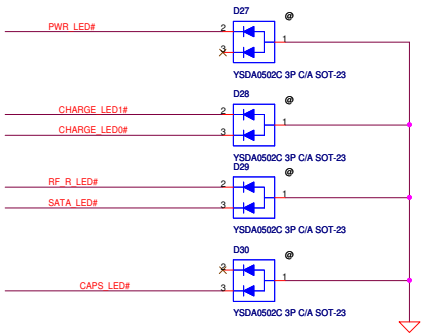 D27 @
PWR_LED# 2
1
3
YSDA0502C 3P C/A SOT-23
D28 @
CHARGE_LED1# 2
1
CHARGE_LED0# 3
YSDA0502C 3P C/A SOT-23
D29 @
RF_R_LED# 2
1
SATA_LED# 3
YSDA0502C 3P C/A SOT-23
D30 @
2
1
CAPS_LED# 3
YSDA0502C 3P C/A SOT-23